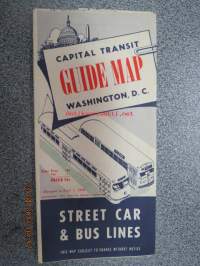 CAPITAL TRANSIT
GUIDE MAP
WASHINGTON, D. C.
STREET CAR
& BUS LINES
THIS MAP SUBJECT TO CHANGE WITHOUT NOTICE